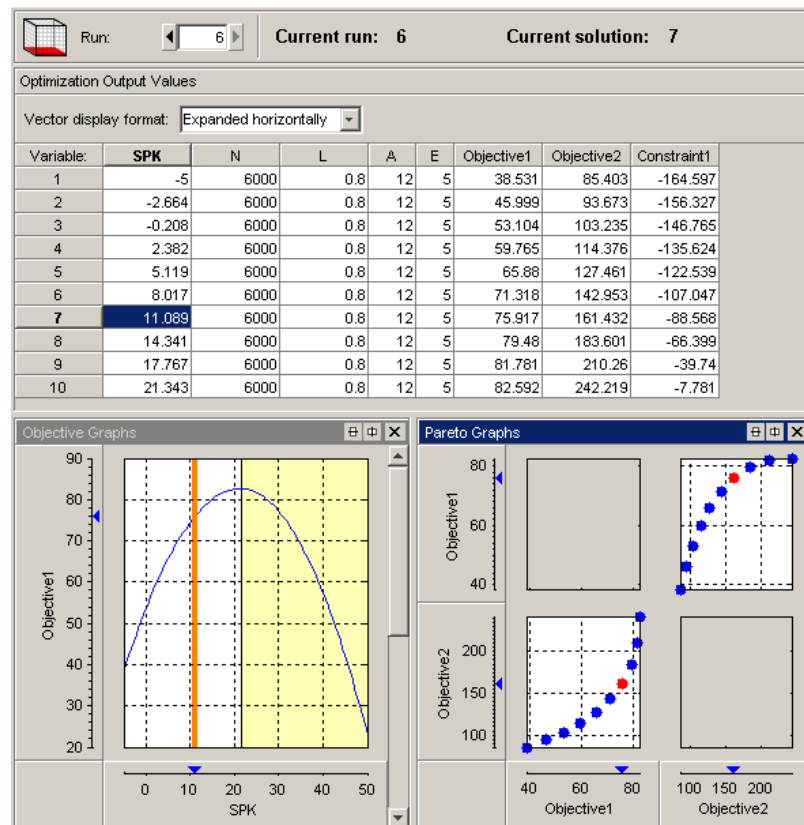 Run: 6 Current run: 6 Current solution: 7
Optimization Output Values
Vector display format: Expanded horizontally
Variable: SPK N L A E Objective1 Objective2 Constraint1
1 -5 6000 0.8 12 5 38.531 85.403 -164.597
2 -2.664 6000 0.8 12 5 45.999 93.673 -156.327
3 -0.208 6000 0.8 12 5 53.104 103.235 -146.765
4 2.382 6000 0.8 12 5 59.765 114.376 -135.624
5 5.119 6000 0.8 12 5 65.88 127.461 -122.539
6 8.017 6000 0.8 12 5 71.318 142.953 -107.047
7 11.089 6000 0.8 12 5 75.917 161.432 -88.568
8 14.341 6000 0.8 12 5 79.48 183.601 -66.399
9 17.767 6000 0.8 12 5 81.781 210.26 -39.74
10 21.343 6000 0.8 12 5 82.592 242.219 -7.781
Objective Graphs
90
80
70
60
50
40
30
20
Objective1
0 10 20 30 40 50
SPK
Pareto Graphs
80
60
40
Objective1
200
150
100
Objective2
40 60 80 100 150 200
Objective1 Objective2